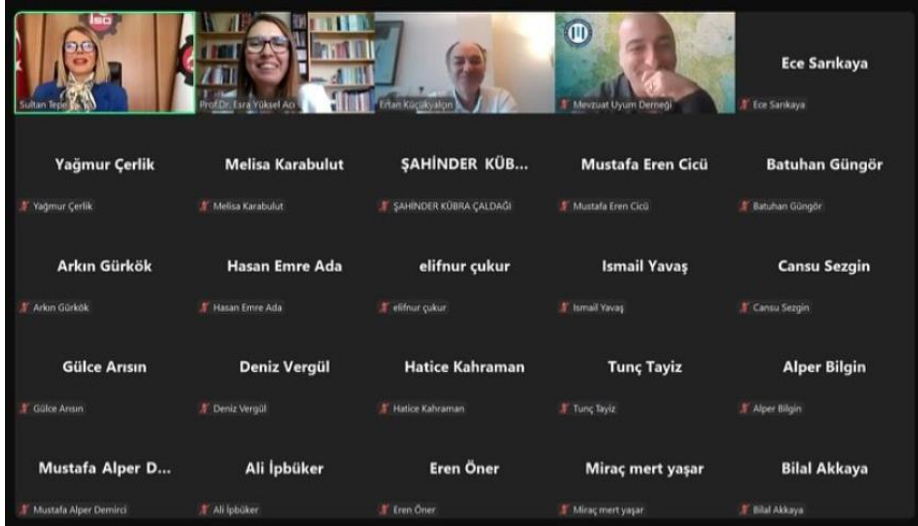 İSO
Sultan Tepe
Prof.Dr. Esra Yüksel Acı
Ertan Küçükyalçın
Mevzuat Uyum Derneği
Ece Sarıkaya
Ece Sarıkaya
Yağmur Çerlik
Yağmur Çerlik
Melisa Karabulut
Melisa Karabulut
ŞAHİNDER KÜB...
ŞAHİNDER KÜBRA ÇALDAĞI
Mustafa Eren Cicü
Mustafa Eren Cicü
Batuhan Güngör
Batuhan Güngör
Arkın Gürkök
Arkın Gürkök
Hasan Emre Ada
Hasan Emre Ada
elifnur çukur
elifnur çukur
Ismail Yavaş
Ismail Yavaş
Cansu Sezgin
Cansu Sezgin
Gülce Arısın
Gülce Arısın
Deniz Vergül
Deniz Vergül
Hatice Kahraman
Hatice Kahraman
Tunç Tayiz
Tunç Tayiz
Alper Bilgin
Alper Bilgin
Mustafa Alper D...
Mustafa Alper Demirci
Ali İpbüker
Ali İpbüker
Eren Öner
Eren Öner
Miraç mert yaşar
Miraç mert yaşar
Bilal Akkaya
Bilal Akkaya